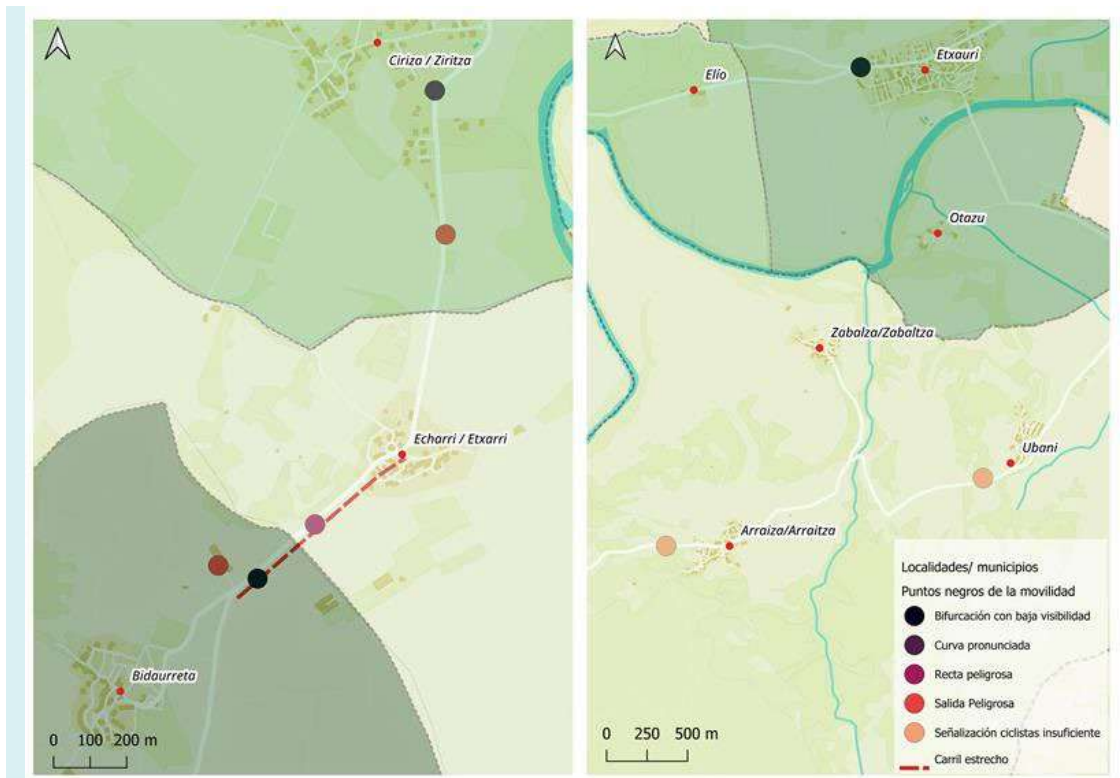 Ciriza / Ziritza
Echarri / Etxarri
Bidaurreta
0 100 200 m
Etxauri
Elío
Otazu
Zabalza/Zabaltza
Ubani
Arraiza/Arraitza
0 250 500 m
Localidades/ municipios
Puntos negros de la movilidad
Bifurcación con baja visibilidad
Curva pronunciada
Recta peligrosa
Salida Peligrosa
Señalización ciclistas insuficiente
Carril estrecho